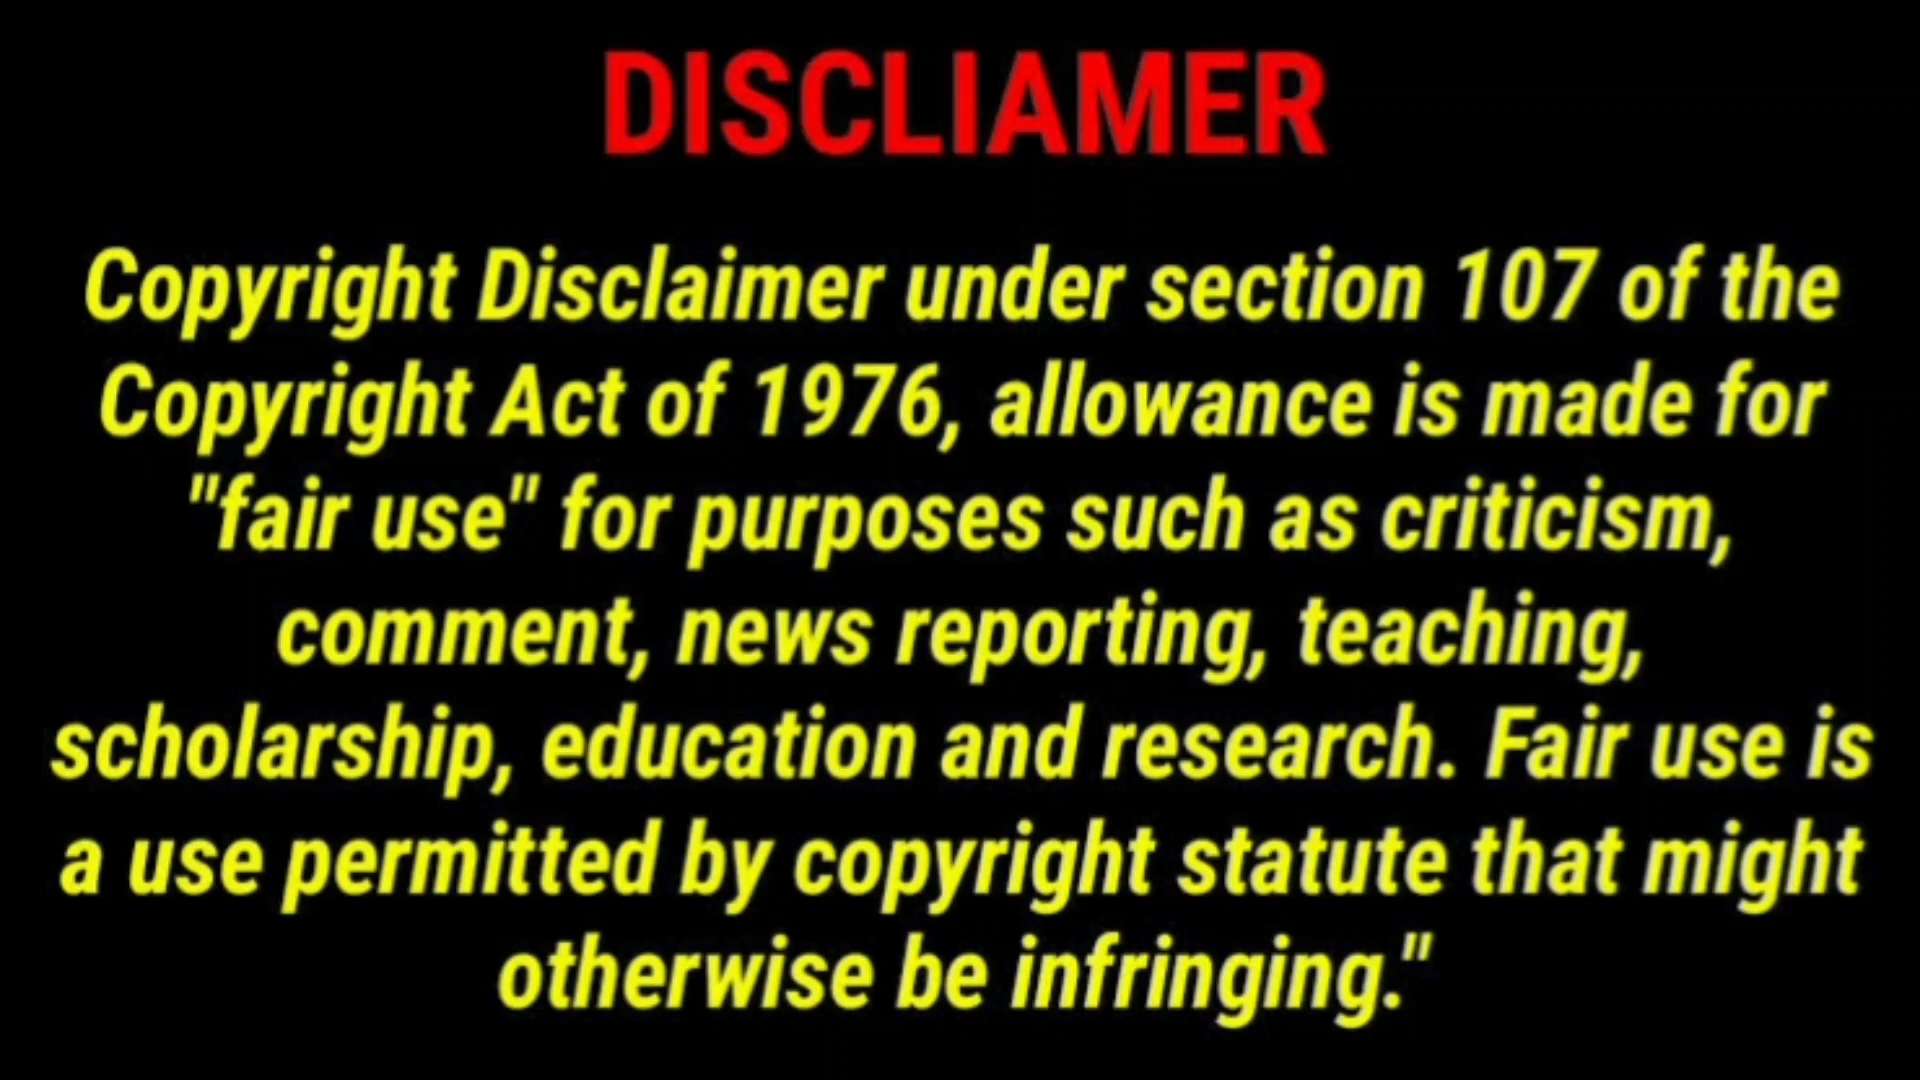 DISCLIAMER
Copyright Disclaimer under section 107 of the
Copyright Act of 1976, allowance is made for
"fair use" for purposes such as criticism,
comment, news reporting, teaching,
scholarship, education and research. Fair use is
a use permitted by copyright statute that might
otherwise be infringing."